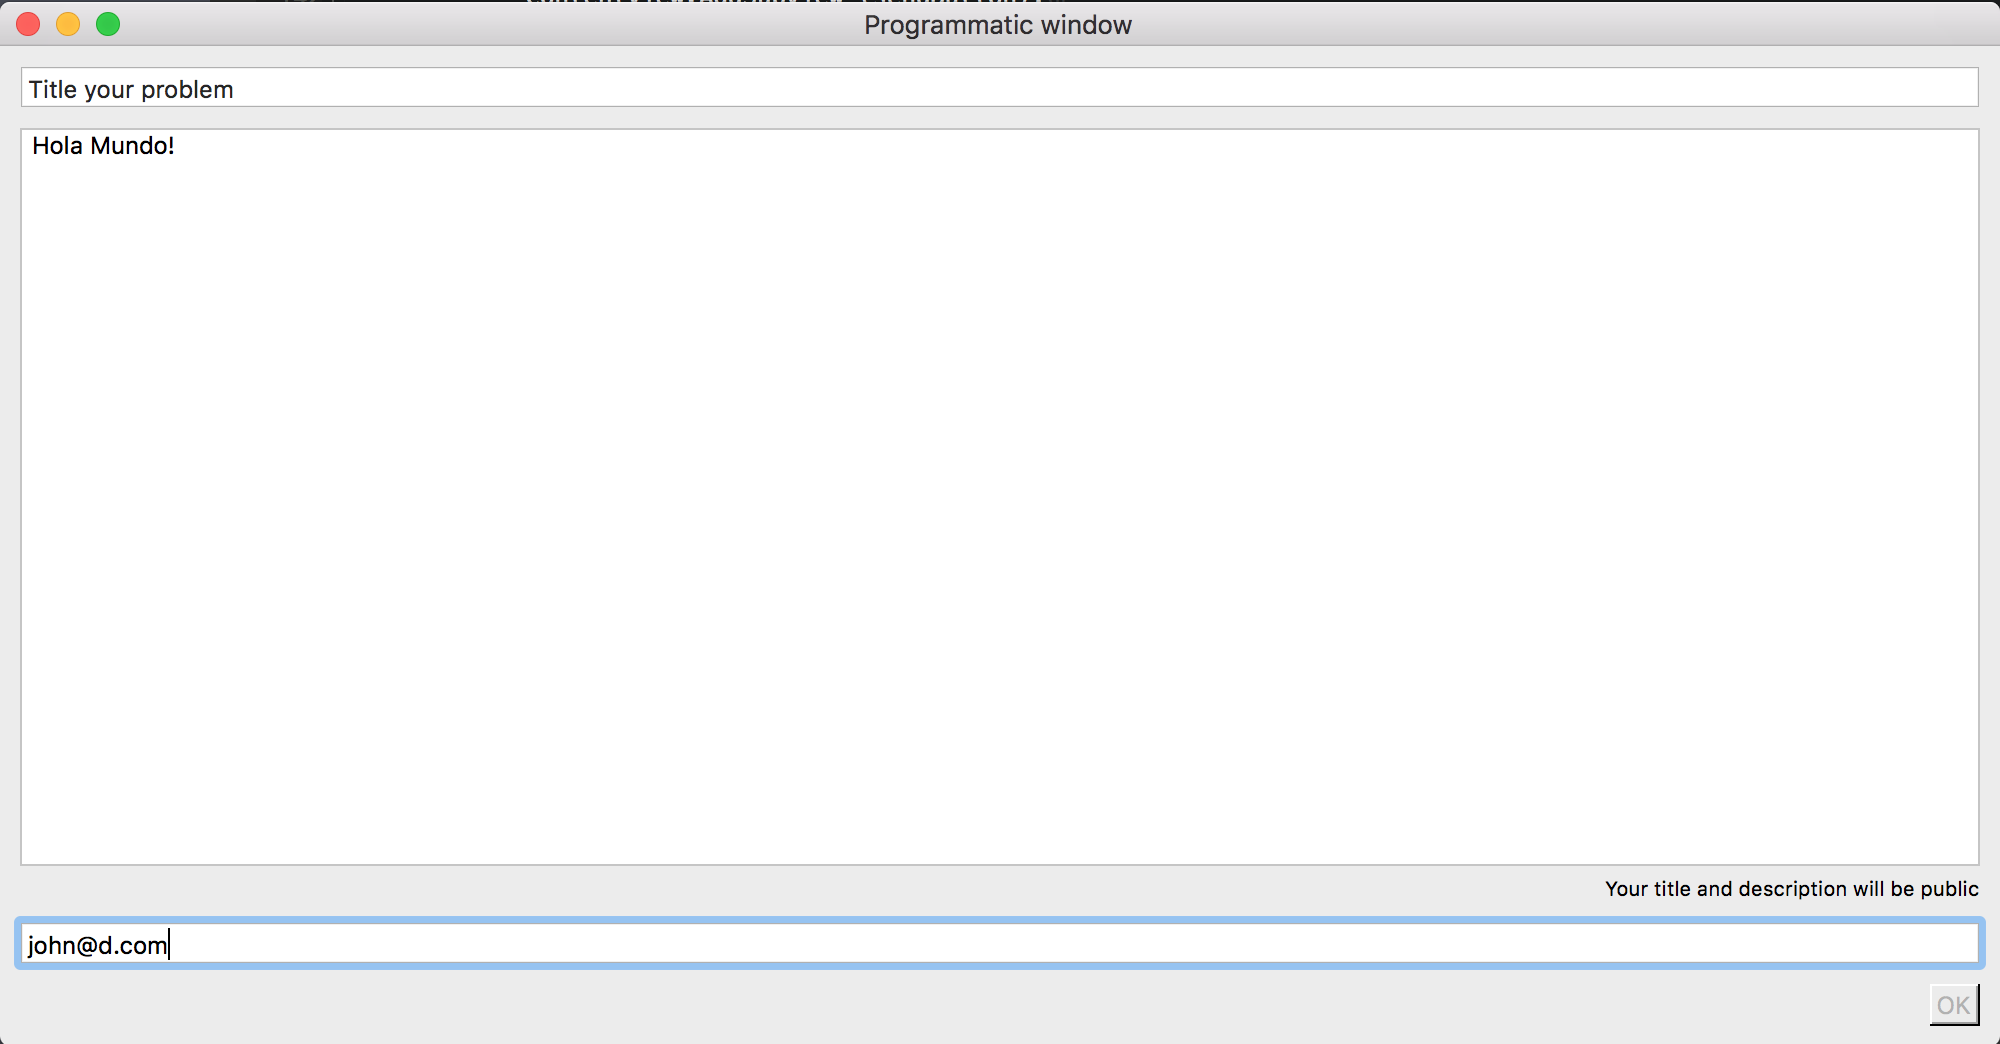 Programmatic window
Title your problem
Hola Mundo!
Your title and description will be public
john@d.com
OK